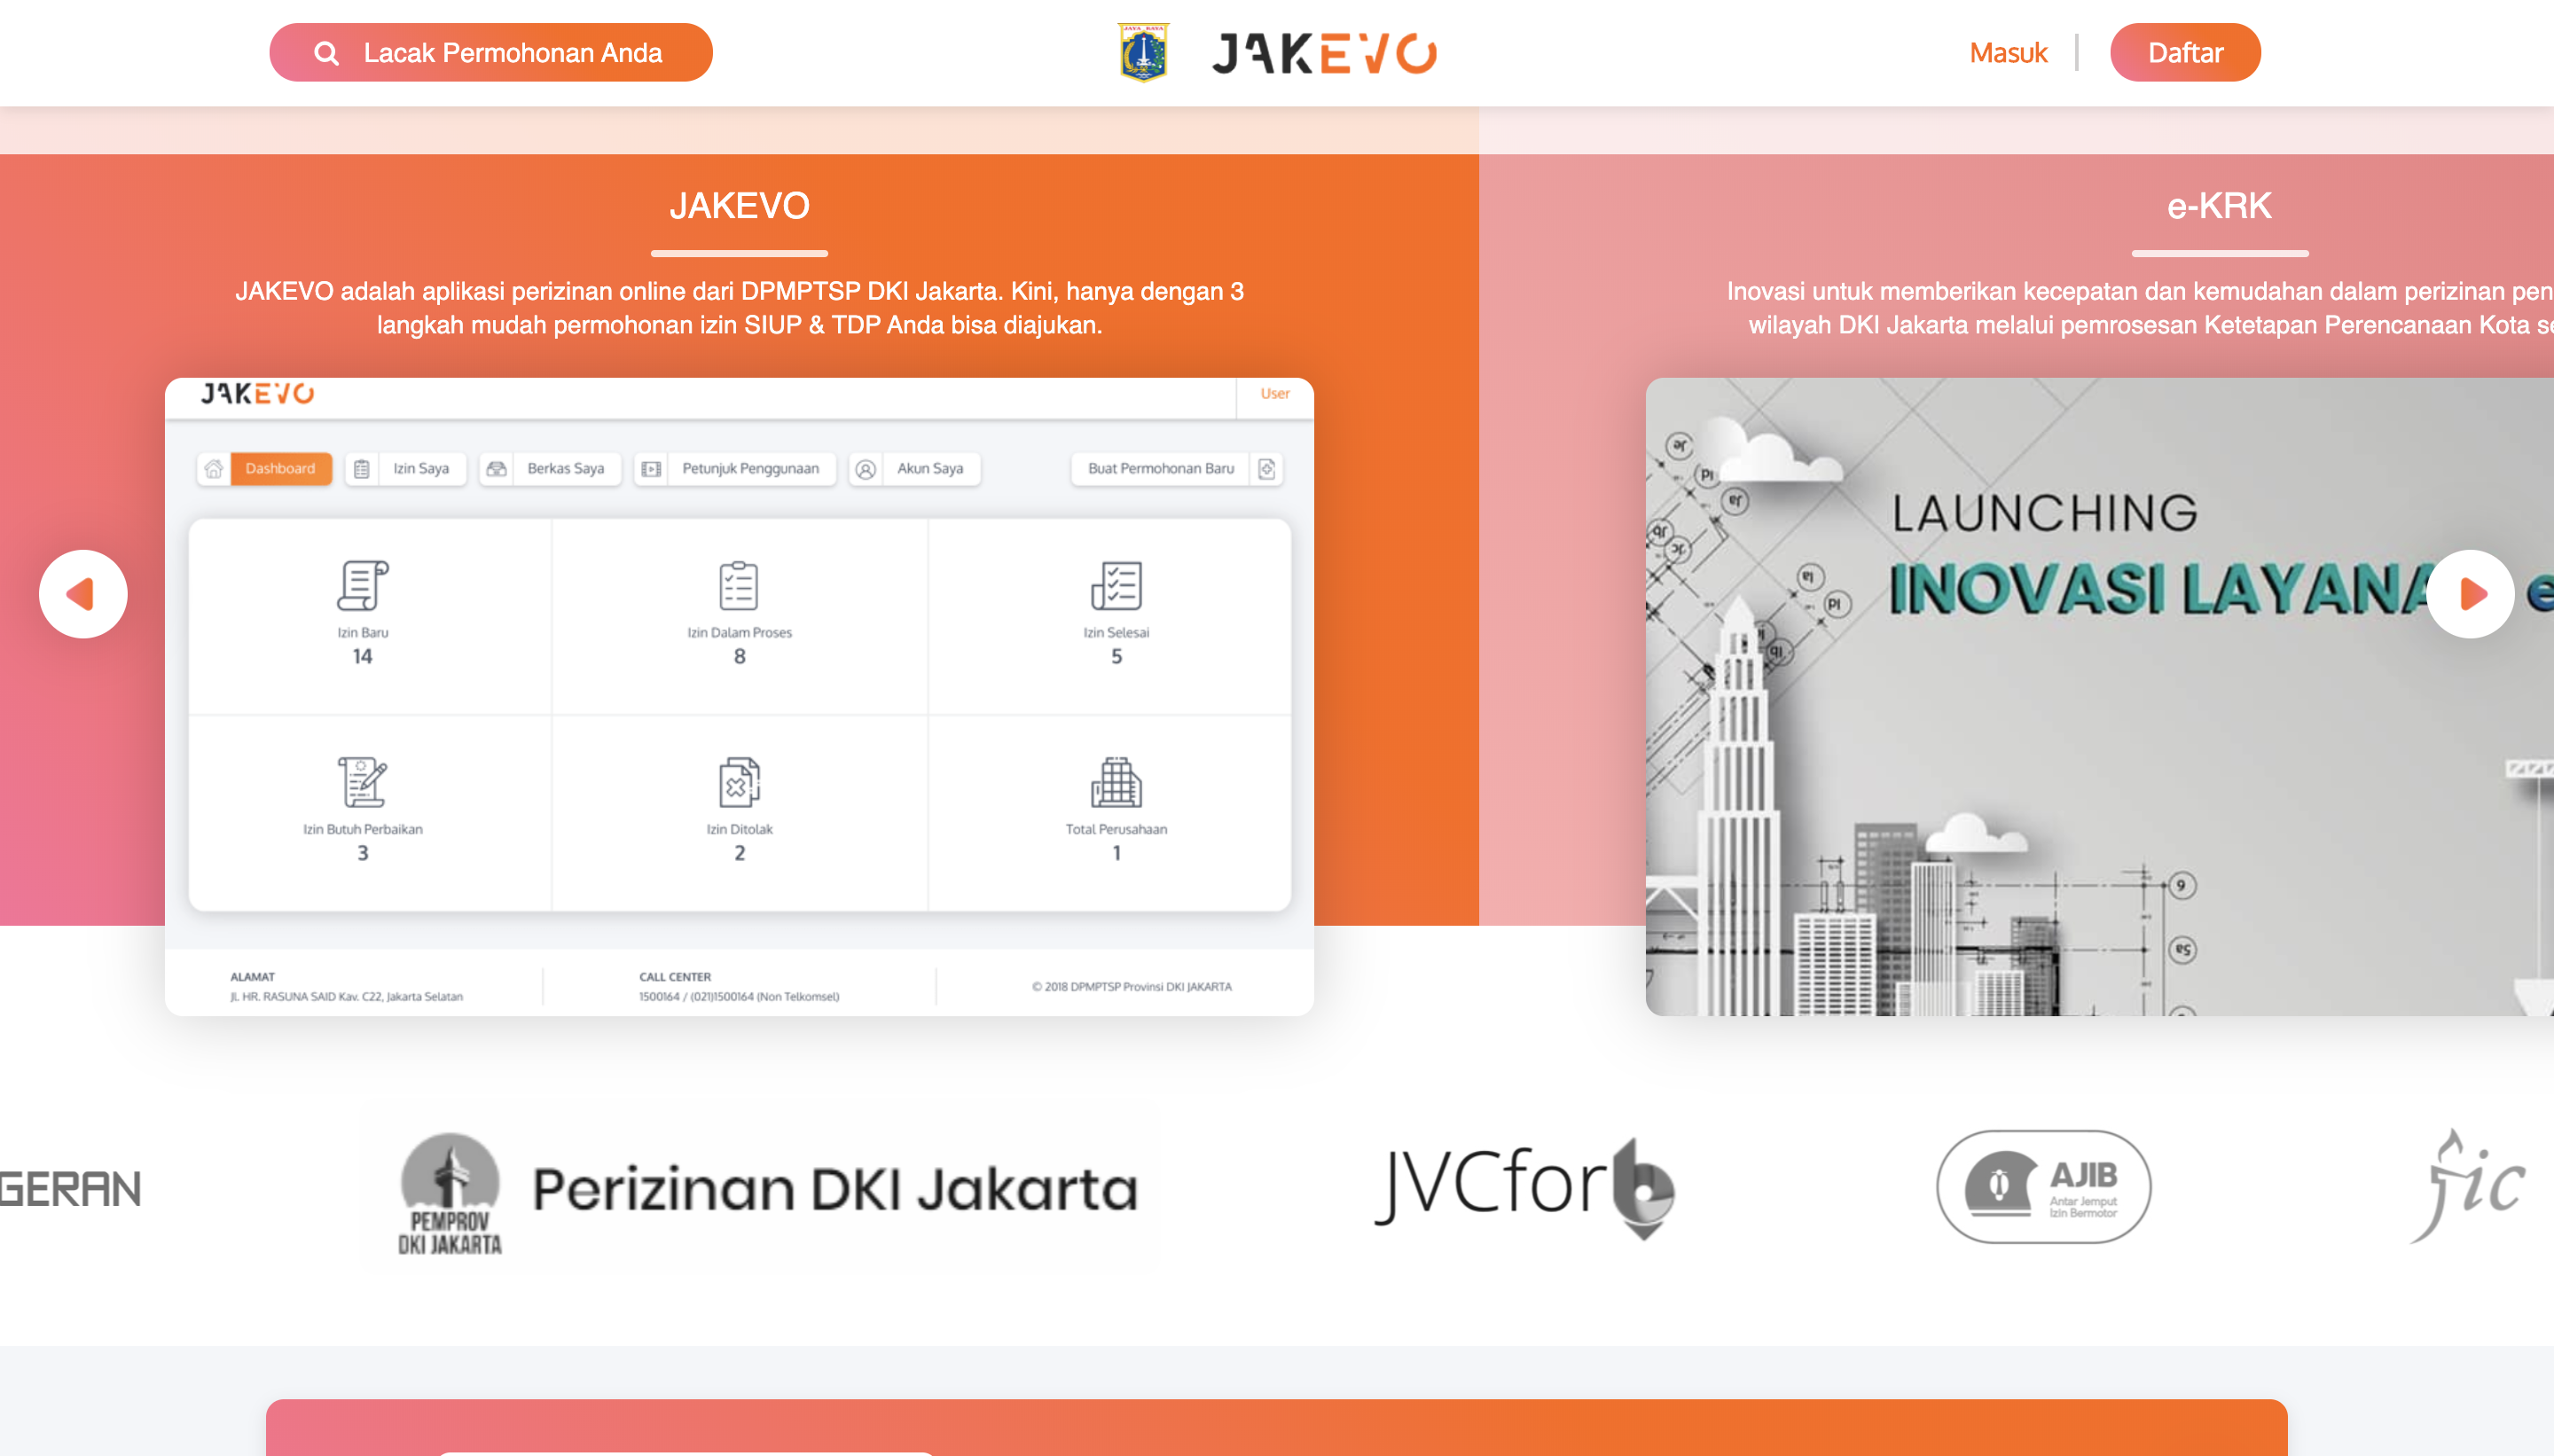 Lacak Permohonan Anda
JAYA RAYA
JAKEVO
Masuk
Daftar
JAKEVO
JAKEVO adalah aplikasi perizinan online dari DPMPTSP DKI Jakarta. Kini, hanya dengan 3
langkah mudah permohonan izin SIUP & TDP Anda bisa diajukan.
JAKEVO
User
Dashboard
Izin Saya
Berkas Saya
Petunjuk Penggunaan
Akun Saya
Buat Permohonan Baru
Izin Baru
14
Izin Dalam Proses
8
Izin Selesai
5
Izin Butuh Perbaikan
3
Izin Ditolak
2
Total Perusahaan
1
ALAMAT
Jl. HR. RASUNA SAID Kav. C22, Jakarta Selatan
CALL CENTER
1500164 / (021)1500164 (Non Telkomsel)
© 2018 DPMPTSP Provinsi DKI JAKARTA
e-KRK
Inovasi untuk memberikan kecepatan dan kemudahan dalam perizinan pen
wilayah DKI Jakarta melalui pemrosesan Ketetapan Perencanaan Kota se
LAUNCHING
INOVASI LAYANA e
GERAN
PEMPROV
DKI JAKARTA
Perizinan DKI Jakarta
JVCforb
AJIB
Antar Jemput
Izin Bermotor
jic